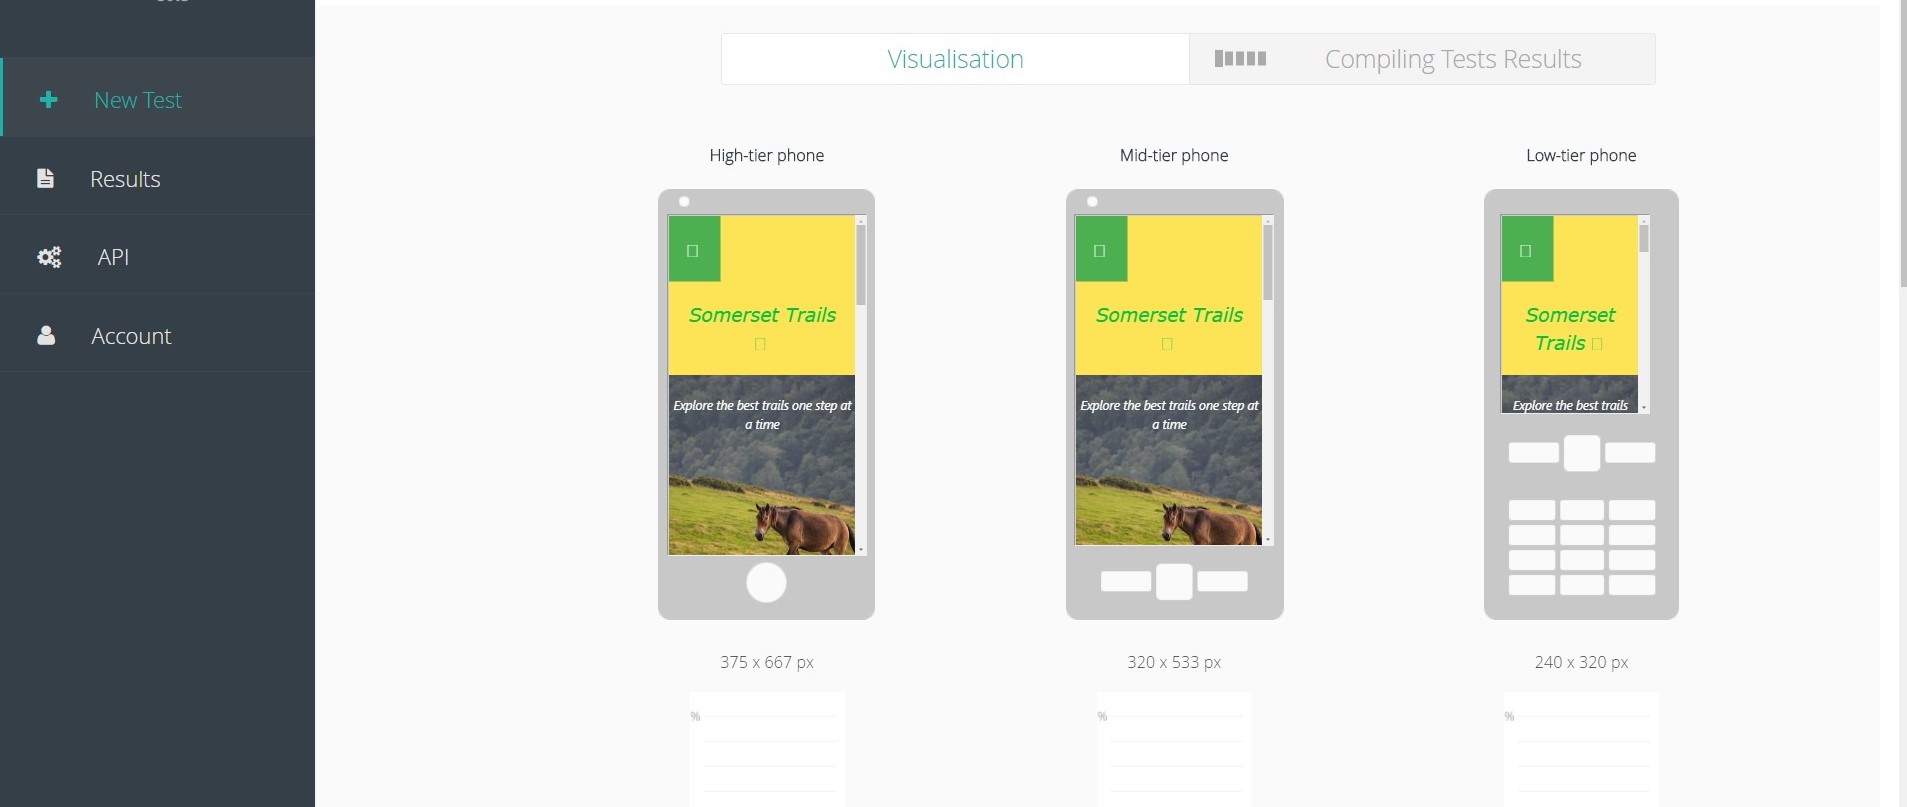 New Test
Results
API
Account
Visualisation
Compiling Tests Results
High-tier phone
Mid-tier phone
Low-tier phone
Somerset Trails
Explore the best trails one step at
a time
Somerset Trails
Explore the best trails one step at
a time
Somerset
Trails
Explore the best trails
375 x 667 px
320 x 533 px
240 x 320 px
%
%
%